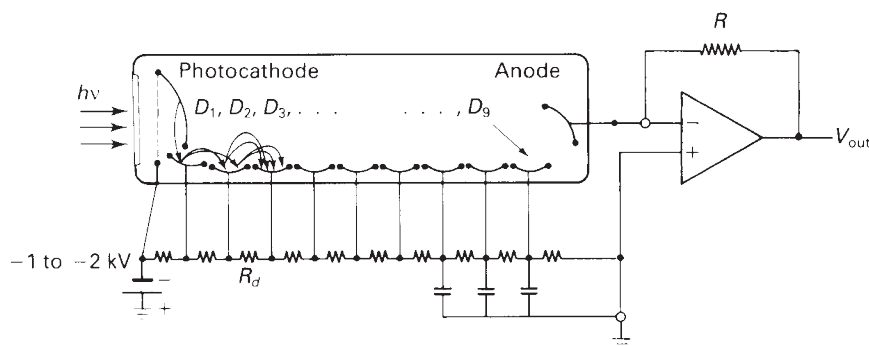 R
Photocathode Anode
hν
D₁, D₂, D₃, . . . . . . . , D₉
−
+
Vout
−1 to −2 kV
−
Rd
+